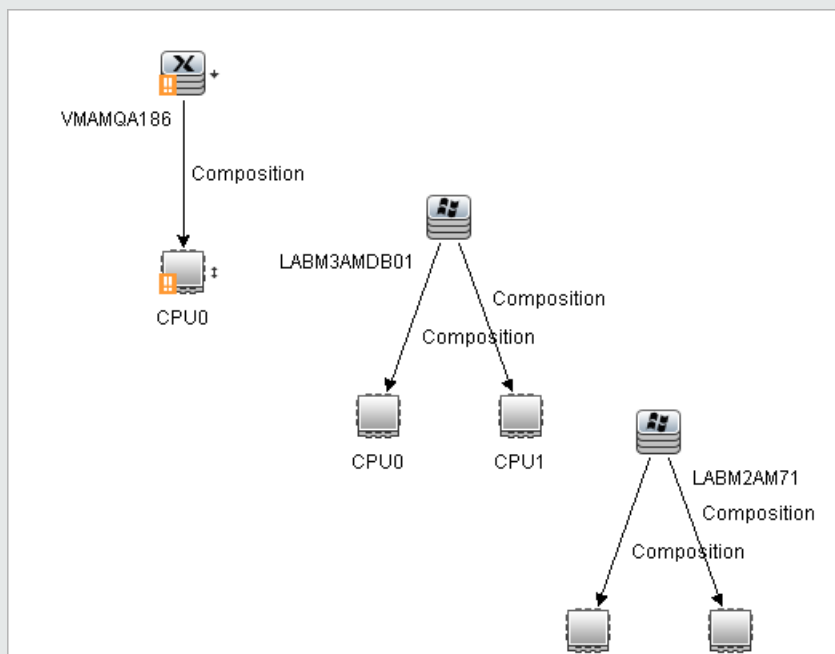 VMAMQA186
Composition
CPU0
LABM3AMDB01
Composition
Composition
CPU0
CPU1
LABM2AM71
Composition
Composition